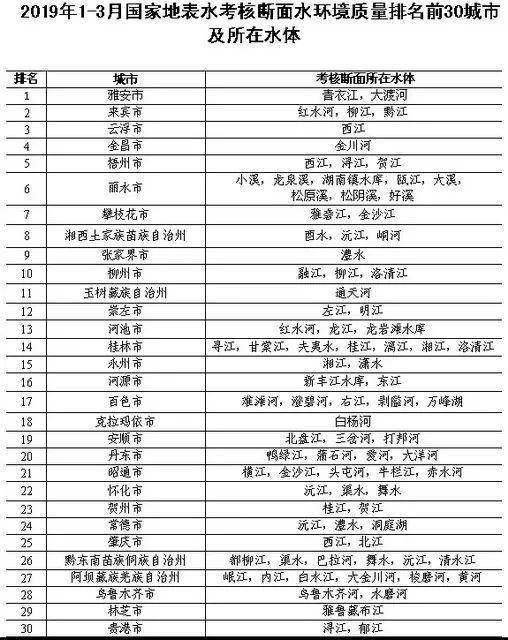 2019年1-3月国家地表水考核断面水环境质量排名前30城市
及所在水体
排名 城市 考核断面所在水体
1 雅安市 青衣江，大渡河
2 来宾市 红水河，柳江，黔江
3 云浮市 西江
4 金昌市 金川河
5 梧州市 西江，浔江，贺江
6 丽水市 小溪，龙泉溪，湖南镇水库，瓯江，大溪，
松原溪，松阴溪，好溪
7 攀枝花市 雅砻江，金沙江
8 湘西土家族苗族自治州 酉水，沅江，峒河
9 张家界市 澧水
10 柳州市 融江，柳江，洛清江
11 玉树藏族自治州 通天河
12 崇左市 左江，明江
13 河池市 红水河，龙江，龙岩滩水库
14 桂林市 寻江，甘棠江，夫夷水，桂江，漓江，湘江，洛清江
15 永州市 湘江，潇水
16 河源市 新丰江水库，东江
17 百色市 难滩河，澄碧河，右江，剥隘河，万峰湖
18 克拉玛依市 白杨河
19 安顺市 北盘江，三岔河，打邦河
20 丹东市 鸭绿江，蒲石河，爱河，大洋河
21 昭通市 横江，金沙江，头屯河，牛栏江，赤水河
22 怀化市 沅江，渠水，舞水
23 贺州市 桂江，贺江
24 常德市 沅江，澧水，洞庭湖
25 肇庆市 西江，北江
26 黔东南苗族侗族自治州 都柳江，渠水，巴拉河，舞水，沅江，清水江
27 阿坝藏族羌族自治州 岷江，内江，白水江，大金川河，梭磨河，黄河
28 乌鲁木齐市 乌鲁木齐河，水磨河
29 林芝市 雅鲁藏布江
30 贵港市 浔江，郁江